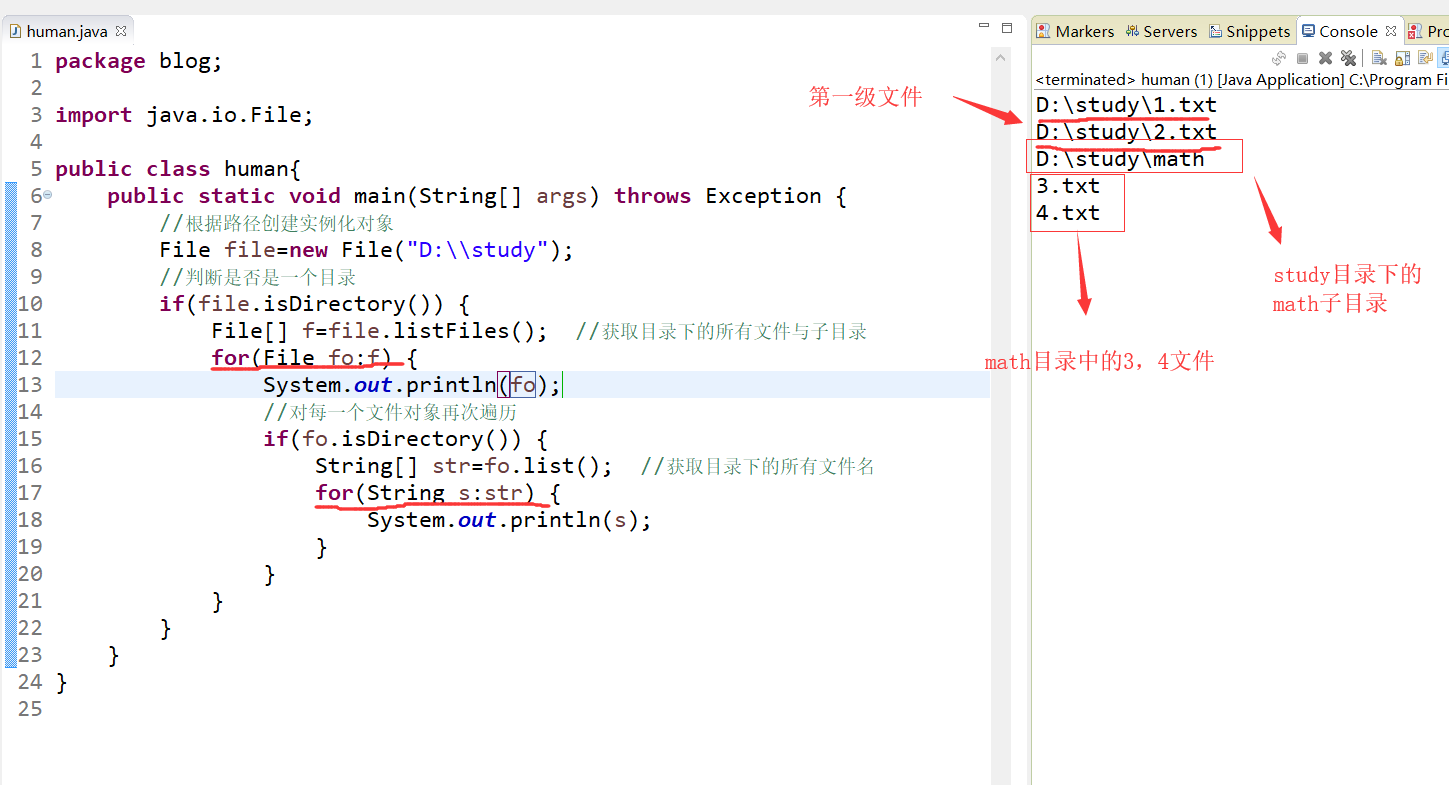 human.java
1 package blog;
2
3 import java.io.File;
4
5 public class human{
6 public static void main(String[] args) throws Exception {
7 //根据路径创建实例化对象
8 File file=new File("D:\\study");
9 //判断是否是一个目录
10 if(file.isDirectory()) {
11 File[] f=file.listFiles(); //获取目录下的所有文件与子目录
12 for(File fo:f) {
13 System.out.println(fo);
14 //对每一个文件对象再次遍历
15 if(fo.isDirectory()) {
16 String[] str=fo.list(); //获取目录下的所有文件名
17 for(String s:str) {
18 System.out.println(s);
19 }
20 }
21 }
22 }
23 }
24 }
25
第一级文件
Markers Servers Snippets Console Pro
<terminated> human (1) [Java Application] C:\Program Fi
D:\study\1.txt
D:\study\2.txt
D:\study\math
3.txt
4.txt
study目录下的
math子目录
math目录中的3，4文件